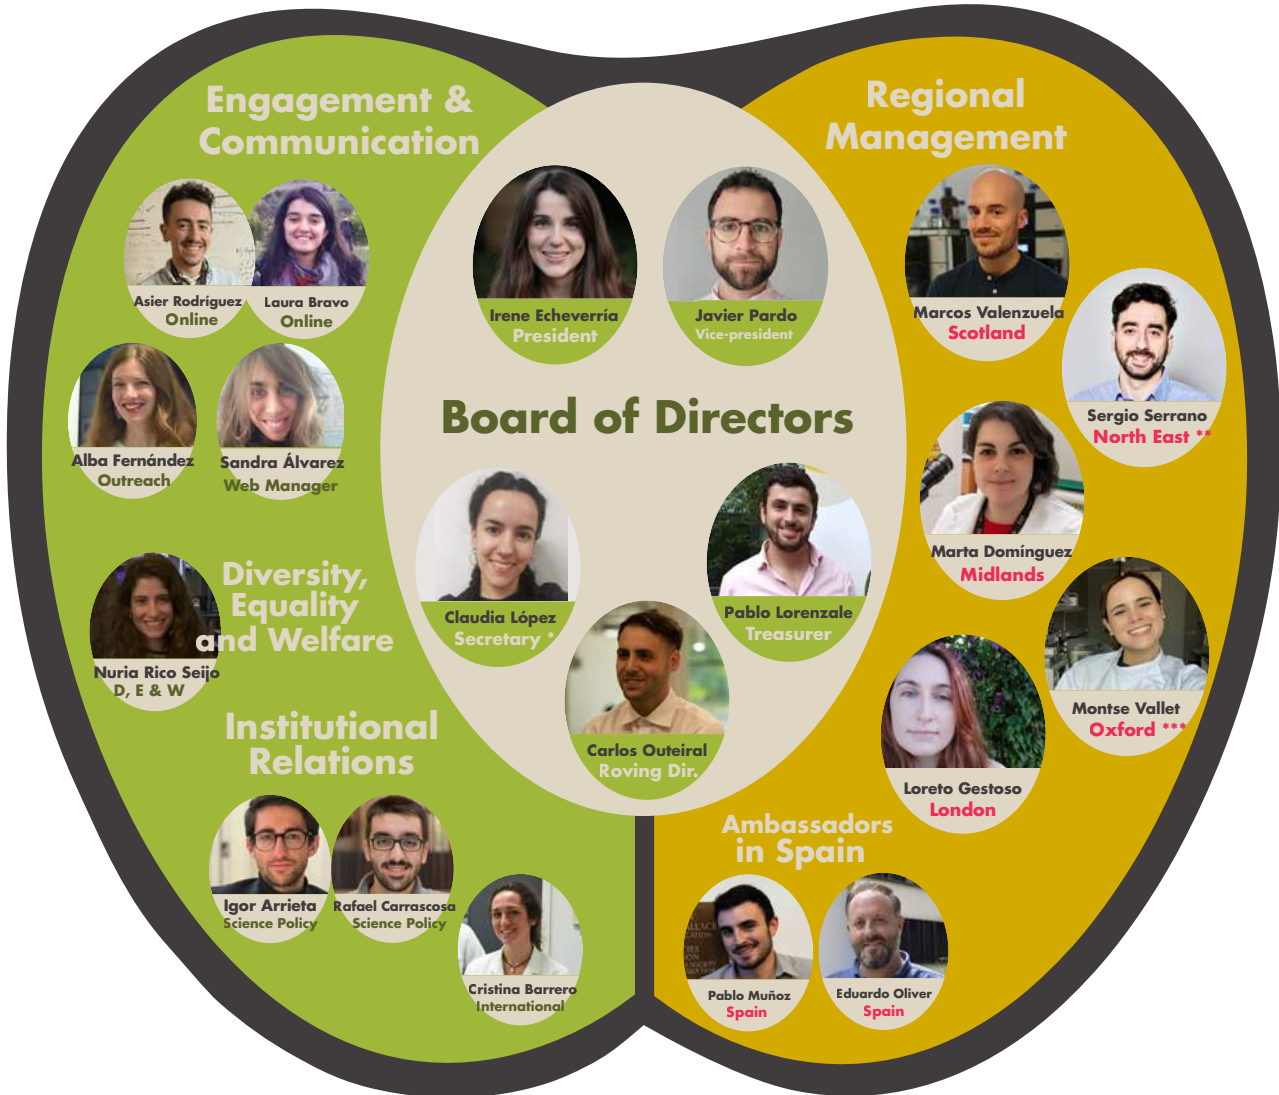 Engagement &
Communication
Asier Rodríguez
Online
Laura Bravo
Online
Alba Fernández
Outreach
Sandra Álvarez
Web Manager
Diversity,
Equality
and Welfare
Nuria Rico Seijo
D, E & W
Institutional
Relations
Igor Arrieta
Science Policy
Rafael Carrascosa
Science Policy
Cristina Barrero
International
Irene Echeverría
President
Javier Pardo
Vice-president
Board of Directors
Claudia López
Secretary *
Pablo Lorenzale
Treasurer
Carlos Outeiral
Roving Dir.
Regional
Management
Marcos Valenzuela
Scotland
Sergio Serrano
North East **
Marta Domínguez
Midlands
Montse Vallet
Oxford ***
Loreto Gestoso
London
Ambassadors
in Spain
Pablo Muñoz
Spain
Eduardo Oliver
Spain